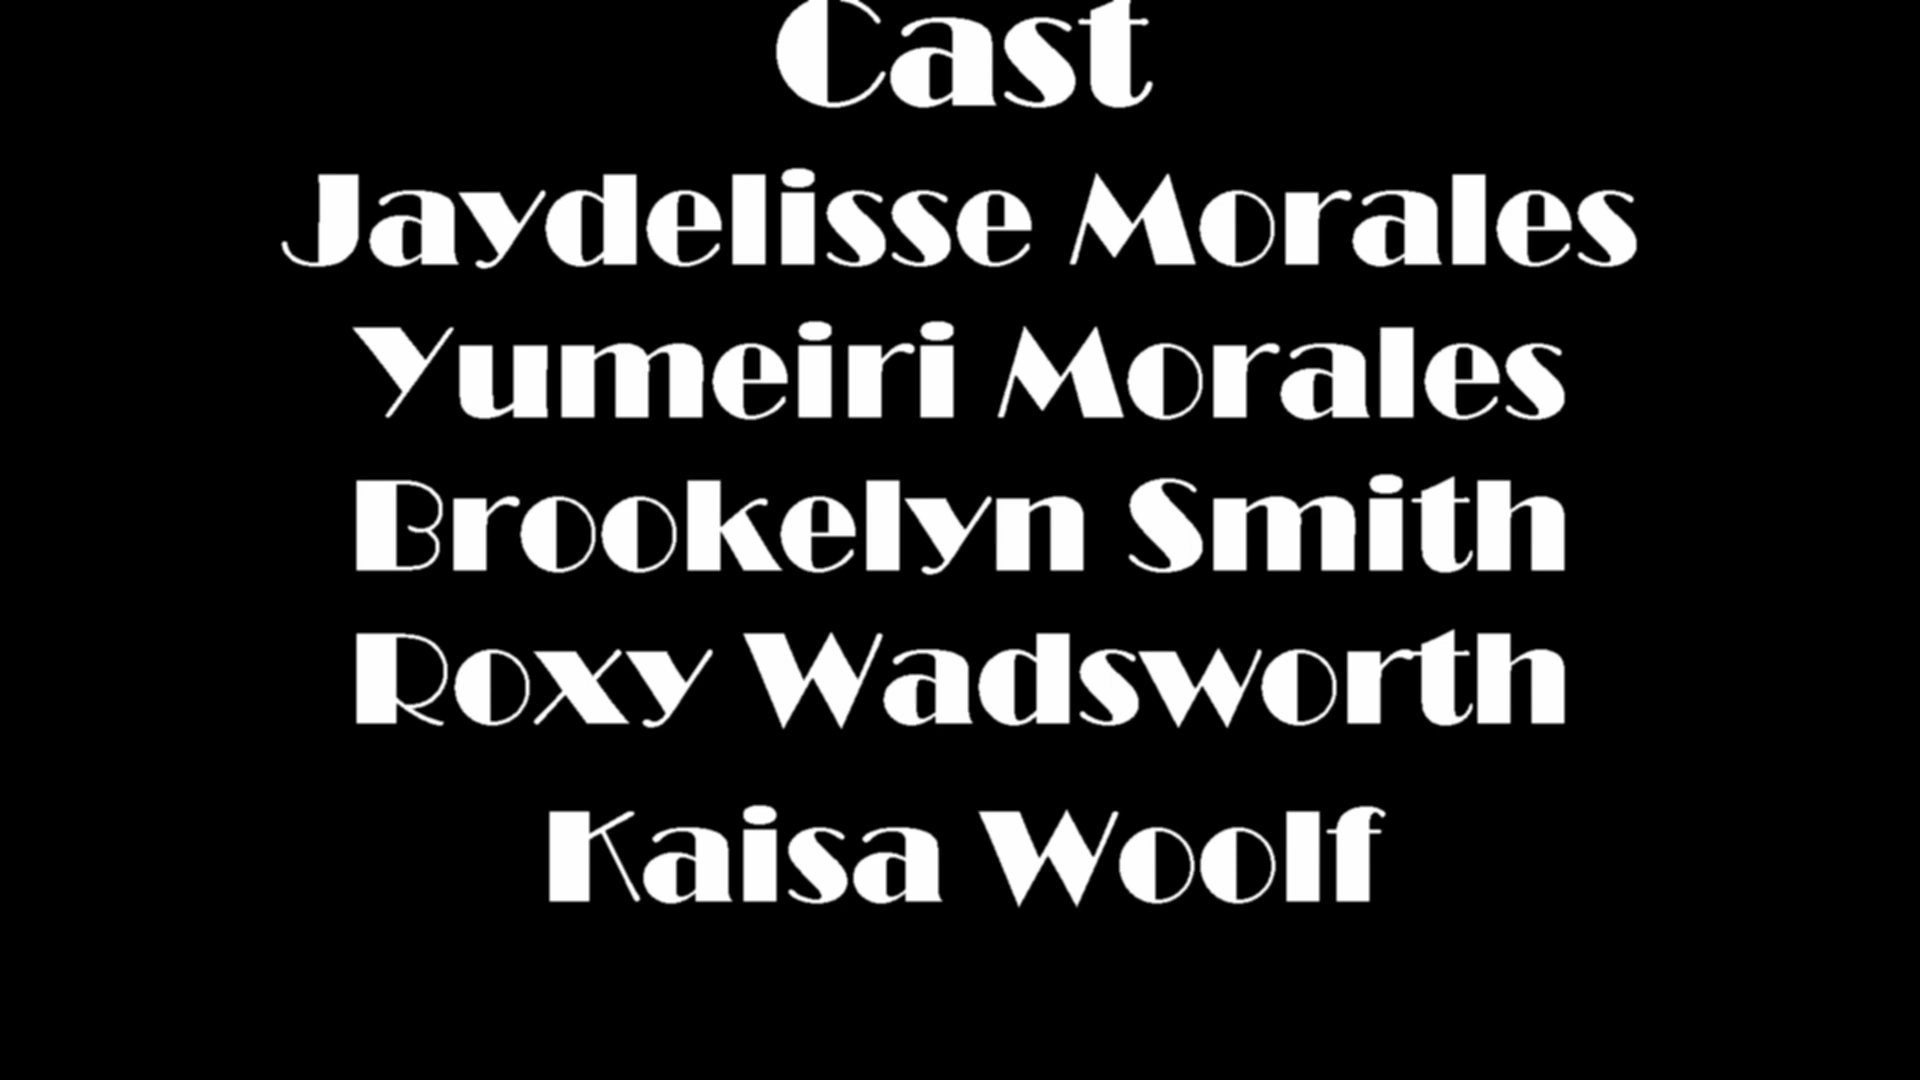 Cast
Jaydelisse Morales
Yumeiri Morales
Brookelyn Smith
Roxy Wadsworth
Kaisa Woolf